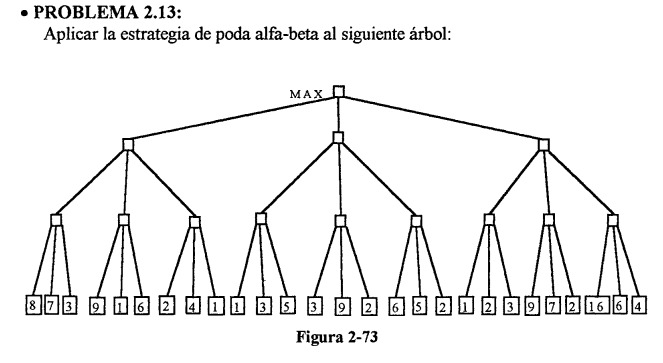 • PROBLEMA 2.13:
Aplicar la estrategia de poda alfa-beta al siguiente árbol:
MAX
8 7 3 9 1 6 2 4 1 1 3 5 3 9 2 6 5 2 1 2 3 9 7 2 16 6 4
Figura 2-73